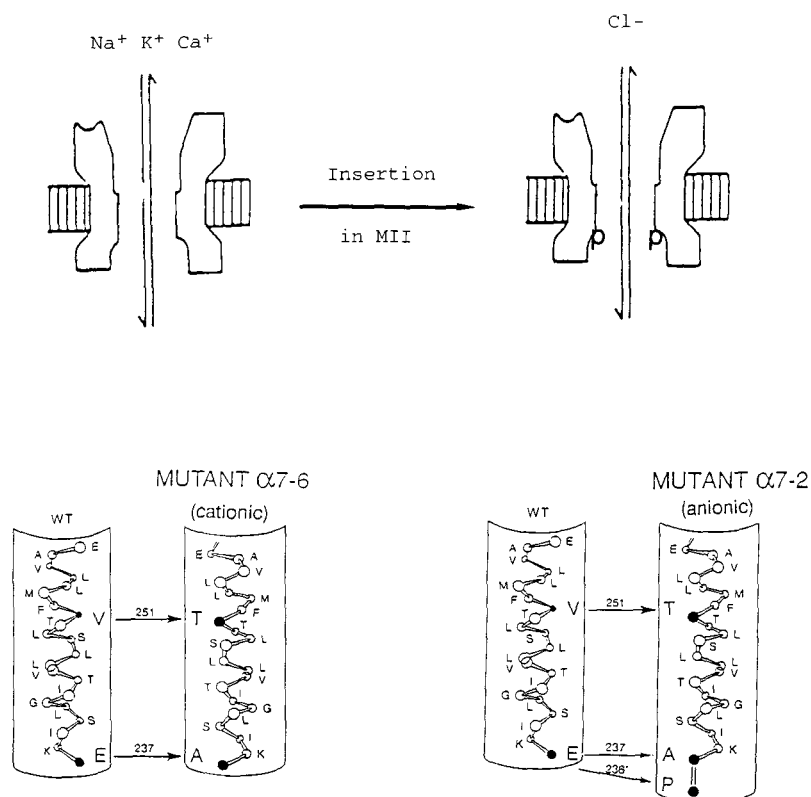 Na⁺ K⁺ Ca⁺
Cl-
Insertion
in MII
MUTANT α7-6
(cationic)
WT
E
A
V
L
L
M
F
V
T
L
S
L
L
V
T
I
G
L
S
I
K
E
251
237
E
A
V
L
L
M
F
T
T
L
S
L
L
V
T
I
G
L
S
I
K
A
MUTANT α7-2
(anionic)
WT
E
A
V
L
L
M
F
V
T
L
S
L
L
V
T
I
G
L
S
I
K
E
251
237
236'
E
A
V
L
L
M
F
T
T
L
S
L
L
V
T
I
G
L
S
I
K
A
P